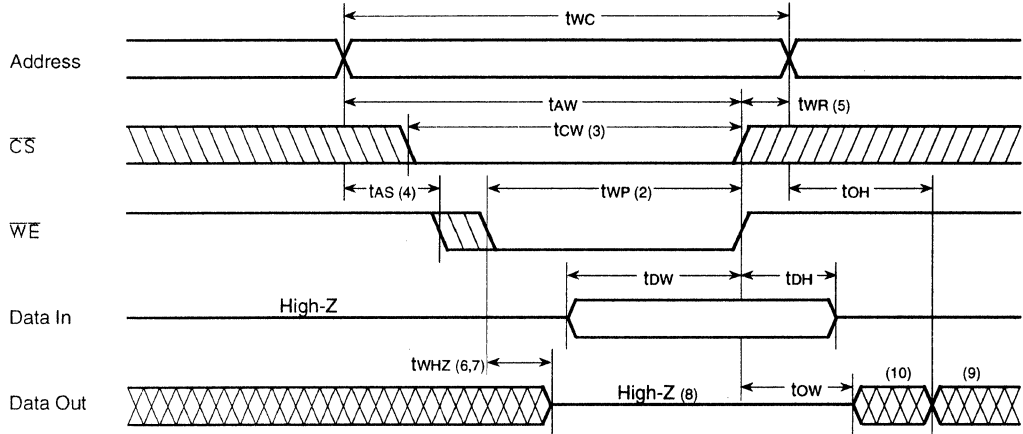 tWC
Address
tAW
tWR (5)
CS
tCW (3)
tAS (4)
tWP (2)
tOH
WE
tDW
tDH
High-Z
Data In
tWHZ (6,7)
(10)
(9)
High-Z (8)
tOW
Data Out